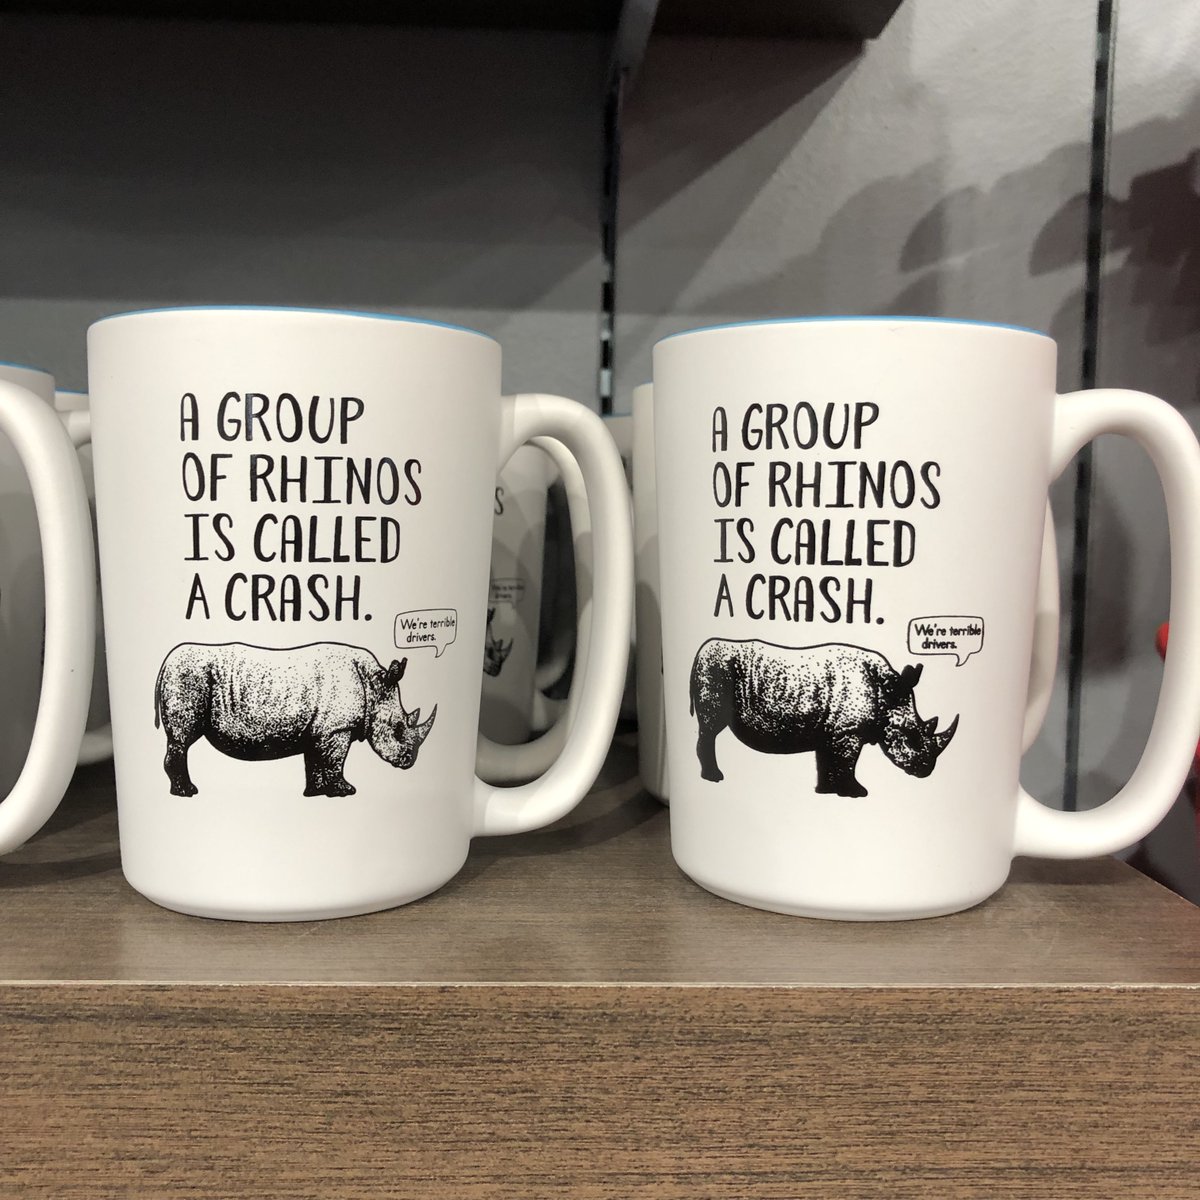 A GROUP
OF RHINOS
IS CALLED
A CRASH.
We're terrible
drivers.
A GROUP
OF RHINOS
IS CALLED
A CRASH.
We're terrible
drivers.